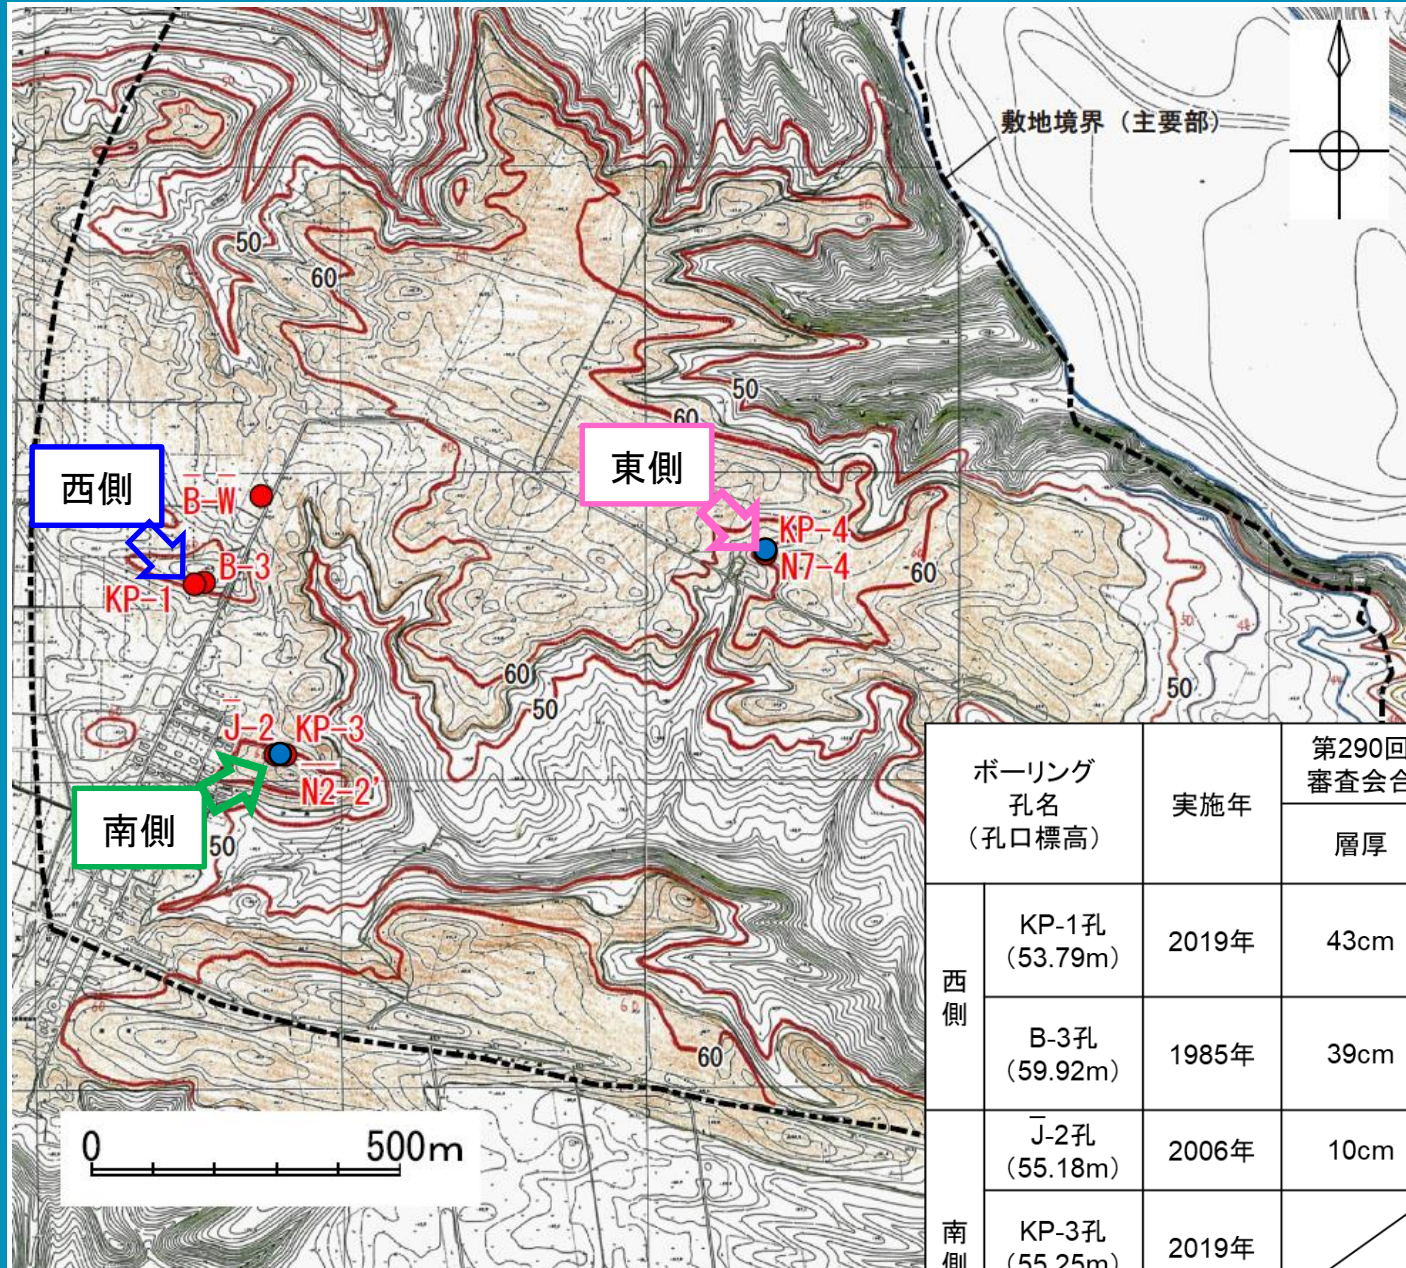 敷地境界（主要部）
50
60
50
60
西側
B̅-W̅
東側
KP-4
N7-4
B-3
KP-1
60
60
50
50
J̅-2 KP-3
N̅2̅-2'
南側
50
60
0 500m
ボーリング
孔名
（孔口標高）
実施年
第290回
審査会合
層厚
西側
KP-1孔
（53.79m）
2019年
43cm
B-3孔
（59.92m）
1985年
39cm
南側
J̅-2孔
（55.18m）
2006年
10cm
KP-3孔
（55.25m）
2019年